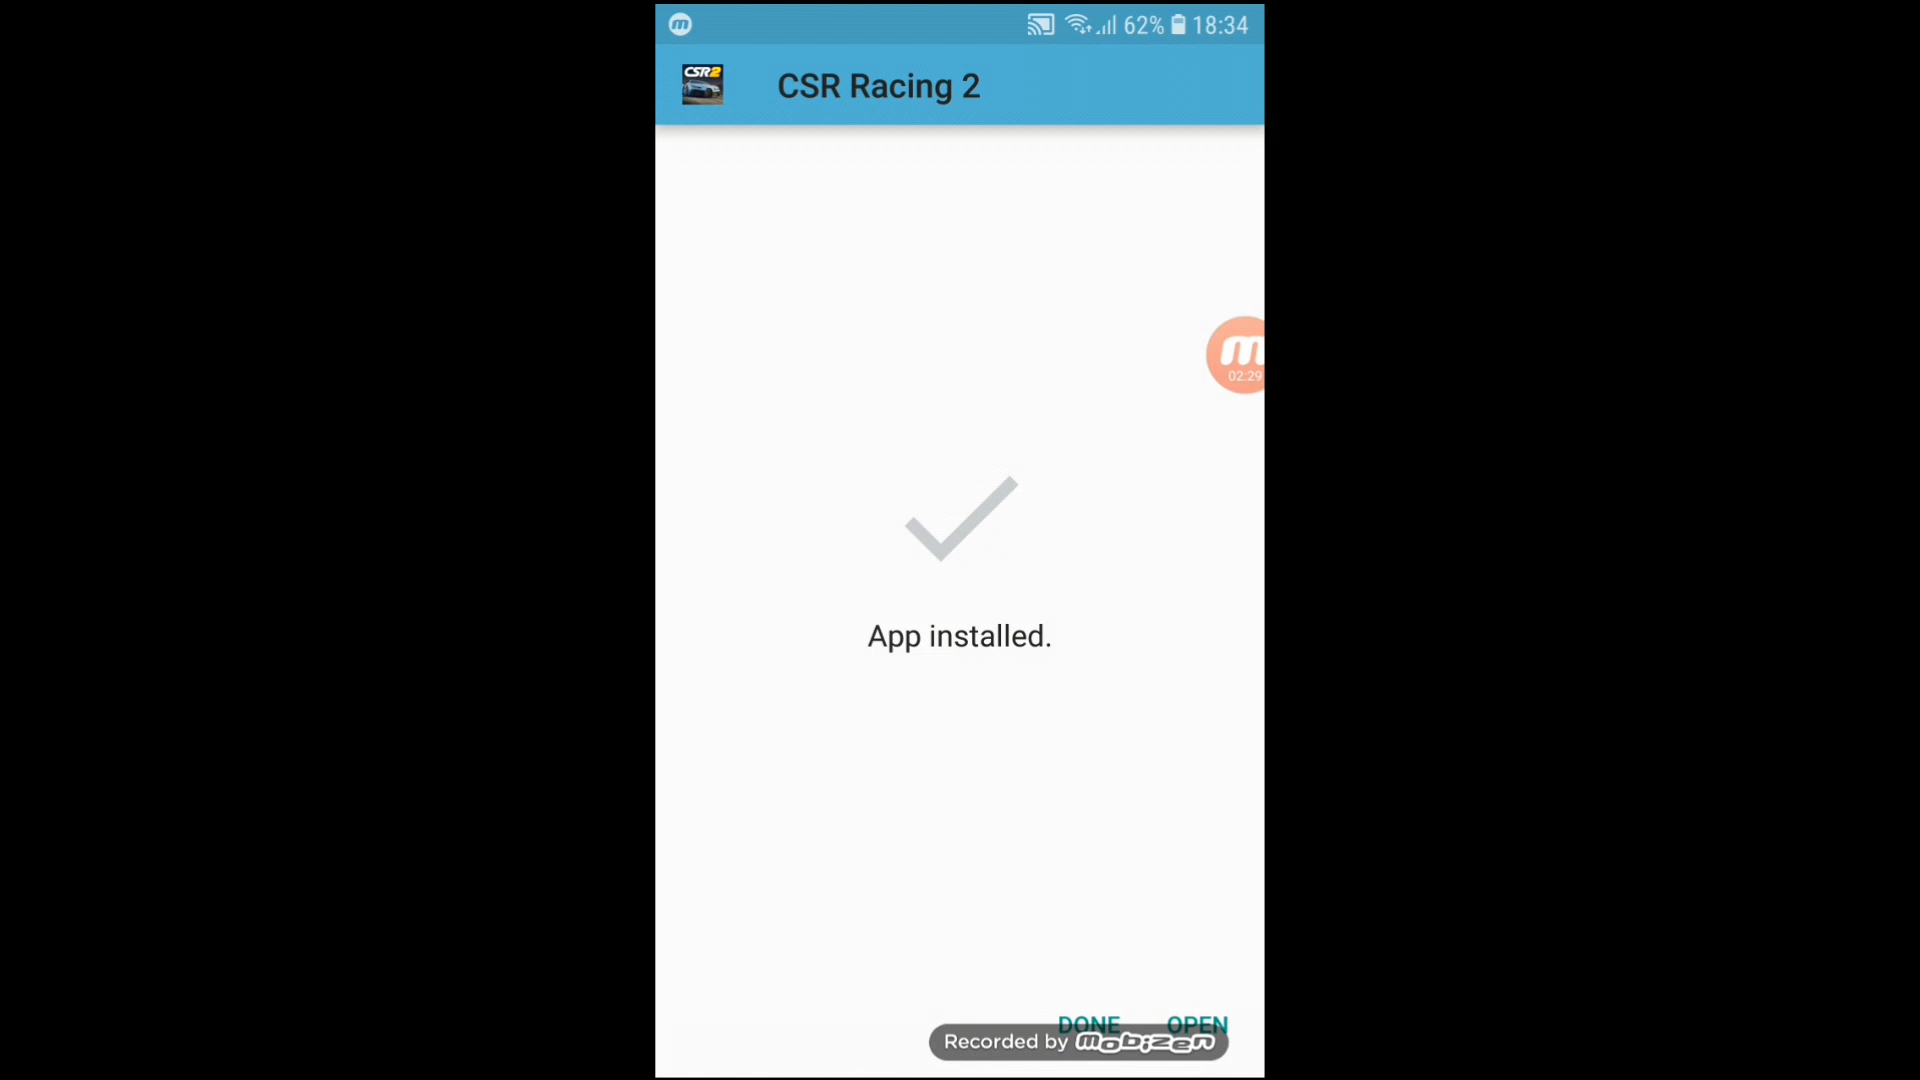 m 62% 18:34
CSR2 CSR Racing 2
m
02:29
App installed.
DONE OPEN
Recorded by mobizen